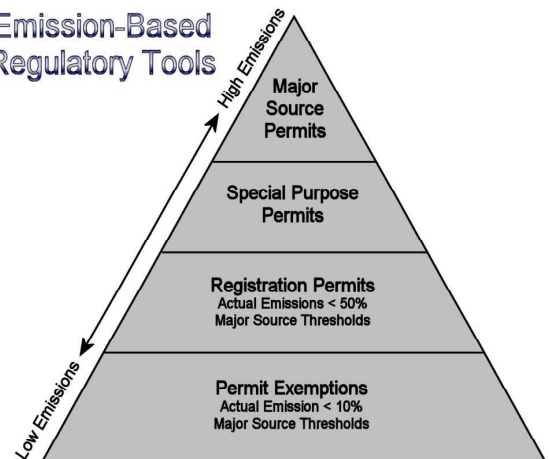 Emission-Based
Regulatory Tools
High Emissions
Major
Source
Permits
Special Purpose
Permits
Registration Permits
Actual Emissions < 50%
Major Source Thresholds
Permit Exemptions
Actual Emission < 10%
Major Source Thresholds
Low Emissions